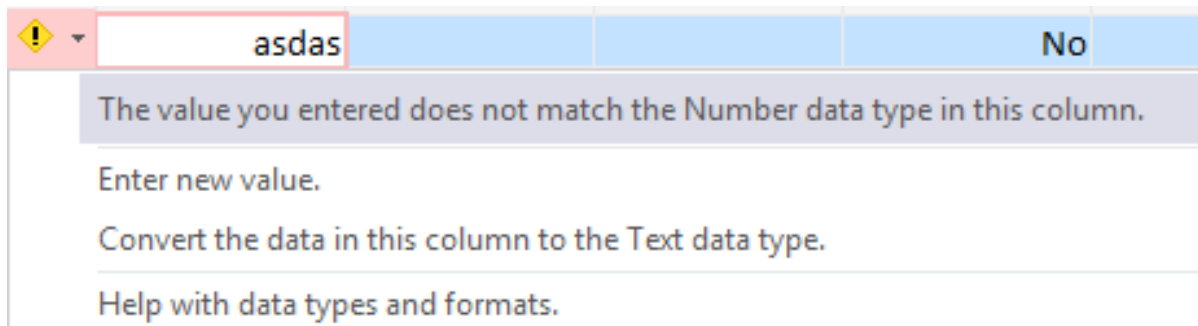 asdas No
The value you entered does not match the Number data type in this column.
Enter new value.
Convert the data in this column to the Text data type.
Help with data types and formats.